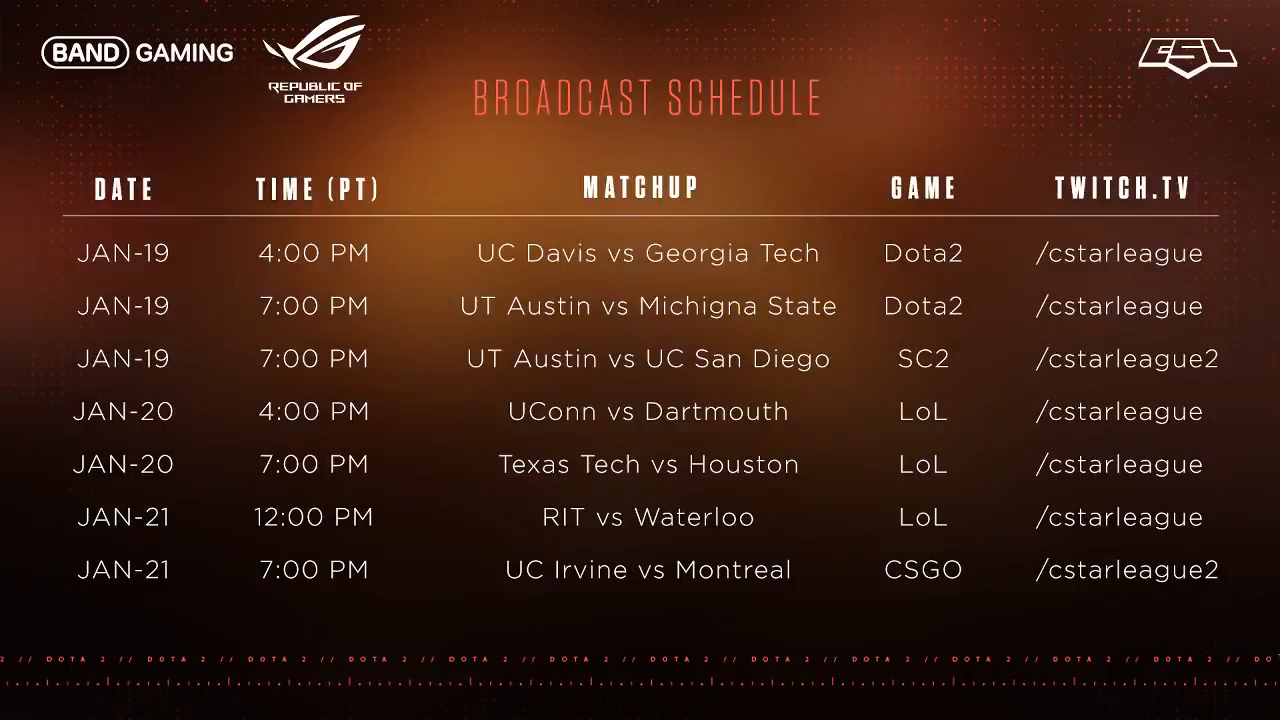 BAND GAMING
REPUBLIC OF
GAMERS
CSL
BROADCAST SCHEDULE
DATE TIME (PT) MATCHUP GAME TWITCH.TV
JAN-19 4:00 PM UC Davis vs Georgia Tech Dota2 /cstarleague
JAN-19 7:00 PM UT Austin vs Michigna State Dota2 /cstarleague
JAN-19 7:00 PM UT Austin vs UC San Diego SC2 /cstarleague2
JAN-20 4:00 PM UConn vs Dartmouth LoL /cstarleague
JAN-20 7:00 PM Texas Tech vs Houston LoL /cstarleague
JAN-21 12:00 PM RIT vs Waterloo LoL /cstarleague
JAN-21 7:00 PM UC Irvine vs Montreal CSGO /cstarleague2
2 // DOTA 2 // DOTA 2 // DOTA 2 // DOTA 2 // DOTA 2 // DOTA 2 // DOTA 2 // DOTA 2 // DOTA 2 // DOTA 2 // DOTA 2 // DOTA 2 // DO